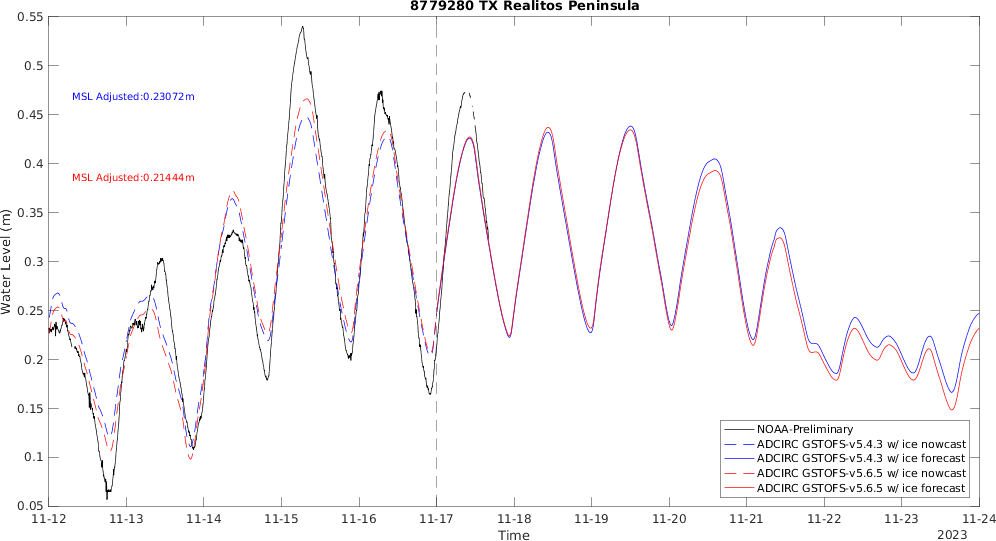 8779280 TX Realitos Peninsula
0.55
0.5
0.45
0.4
0.35
0.3
0.25
0.2
0.15
0.1
0.05
Water Level (m)
MSL Adjusted:0.23072m
MSL Adjusted:0.21444m
NOAA-Preliminary
ADCIRC GSTOFS-v5.4.3 w/ ice nowcast
ADCIRC GSTOFS-v5.4.3 w/ ice forecast
ADCIRC GSTOFS-v5.6.5 w/ ice nowcast
ADCIRC GSTOFS-v5.6.5 w/ ice forecast
11-12 11-13 11-14 11-15 11-16 11-17 11-18 11-19 11-20 11-21 11-22 11-23 11-24
Time
2023